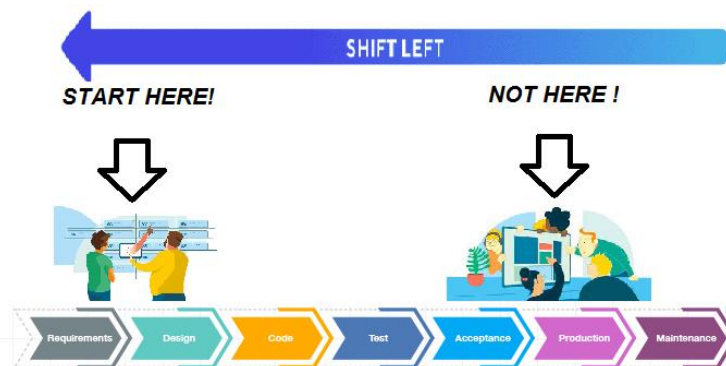 SHIFT LEFT
START HERE!
NOT HERE !
Requirements
Design
Code
Test
Acceptance
Production
Maintenance